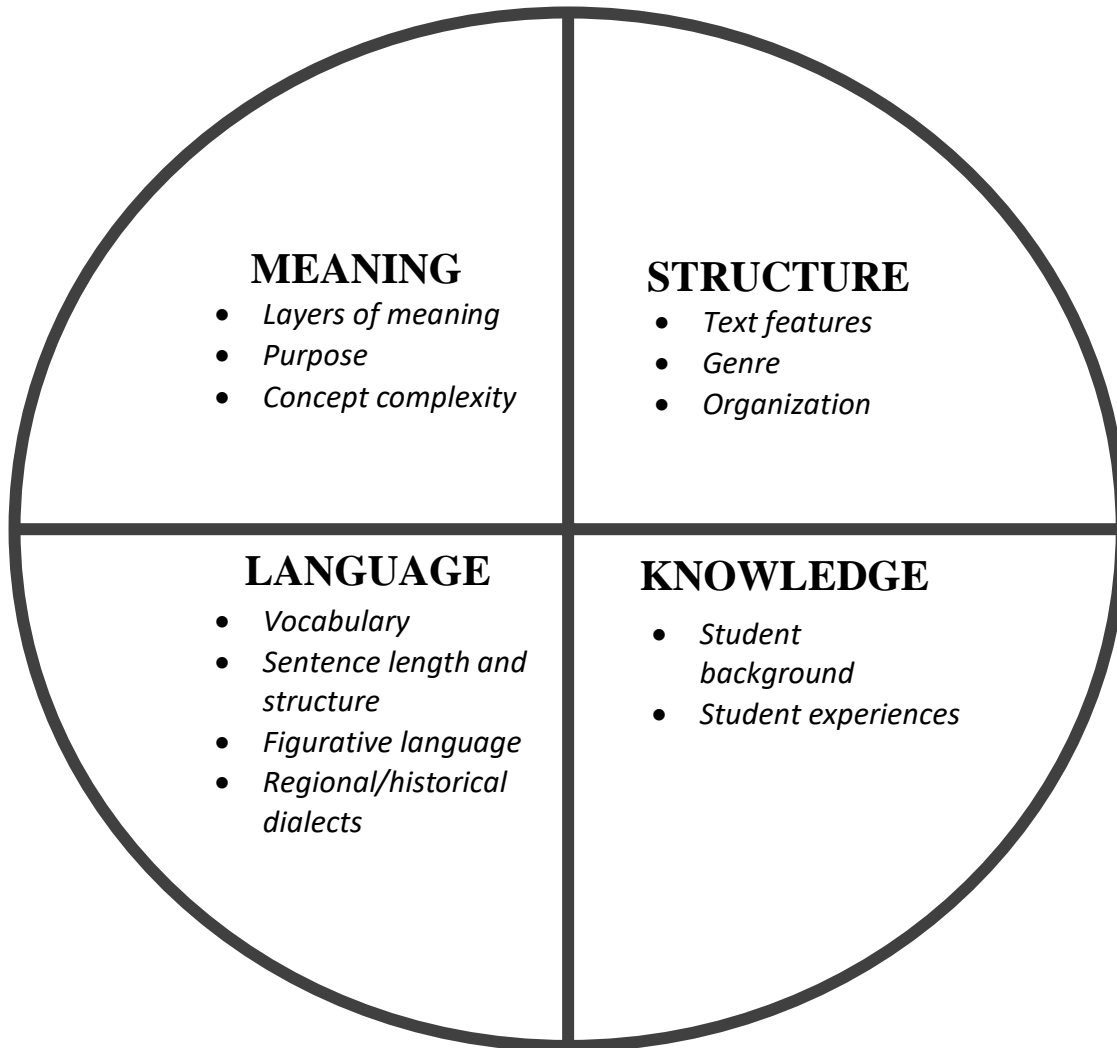 MEANING
• Layers of meaning
• Purpose
• Concept complexity
STRUCTURE
• Text features
• Genre
• Organization
LANGUAGE
• Vocabulary
• Sentence length and
structure
• Figurative language
• Regional/historical
dialects
KNOWLEDGE
• Student
background
• Student experiences